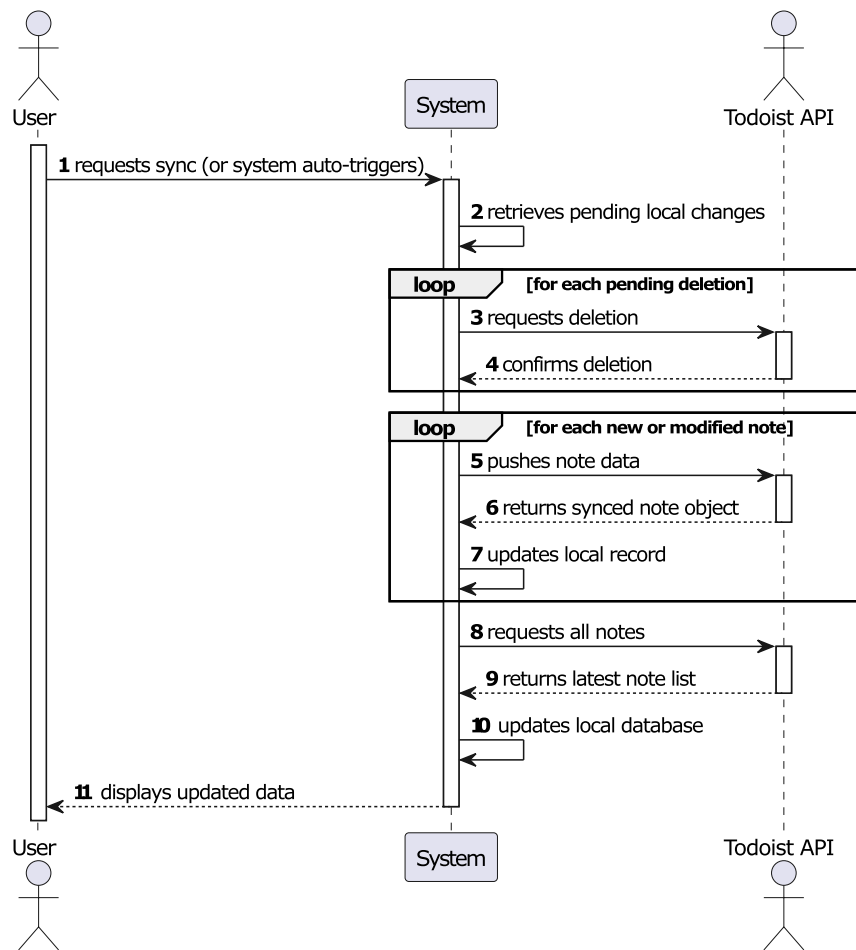 User
System
Todoist API
1 requests sync (or system auto-triggers)
2 retrieves pending local changes
loop [for each pending deletion]
3 requests deletion
4 confirms deletion
loop [for each new or modified note]
5 pushes note data
6 returns synced note object
7 updates local record
8 requests all notes
9 returns latest note list
10 updates local database
11 displays updated data
User
System
Todoist API